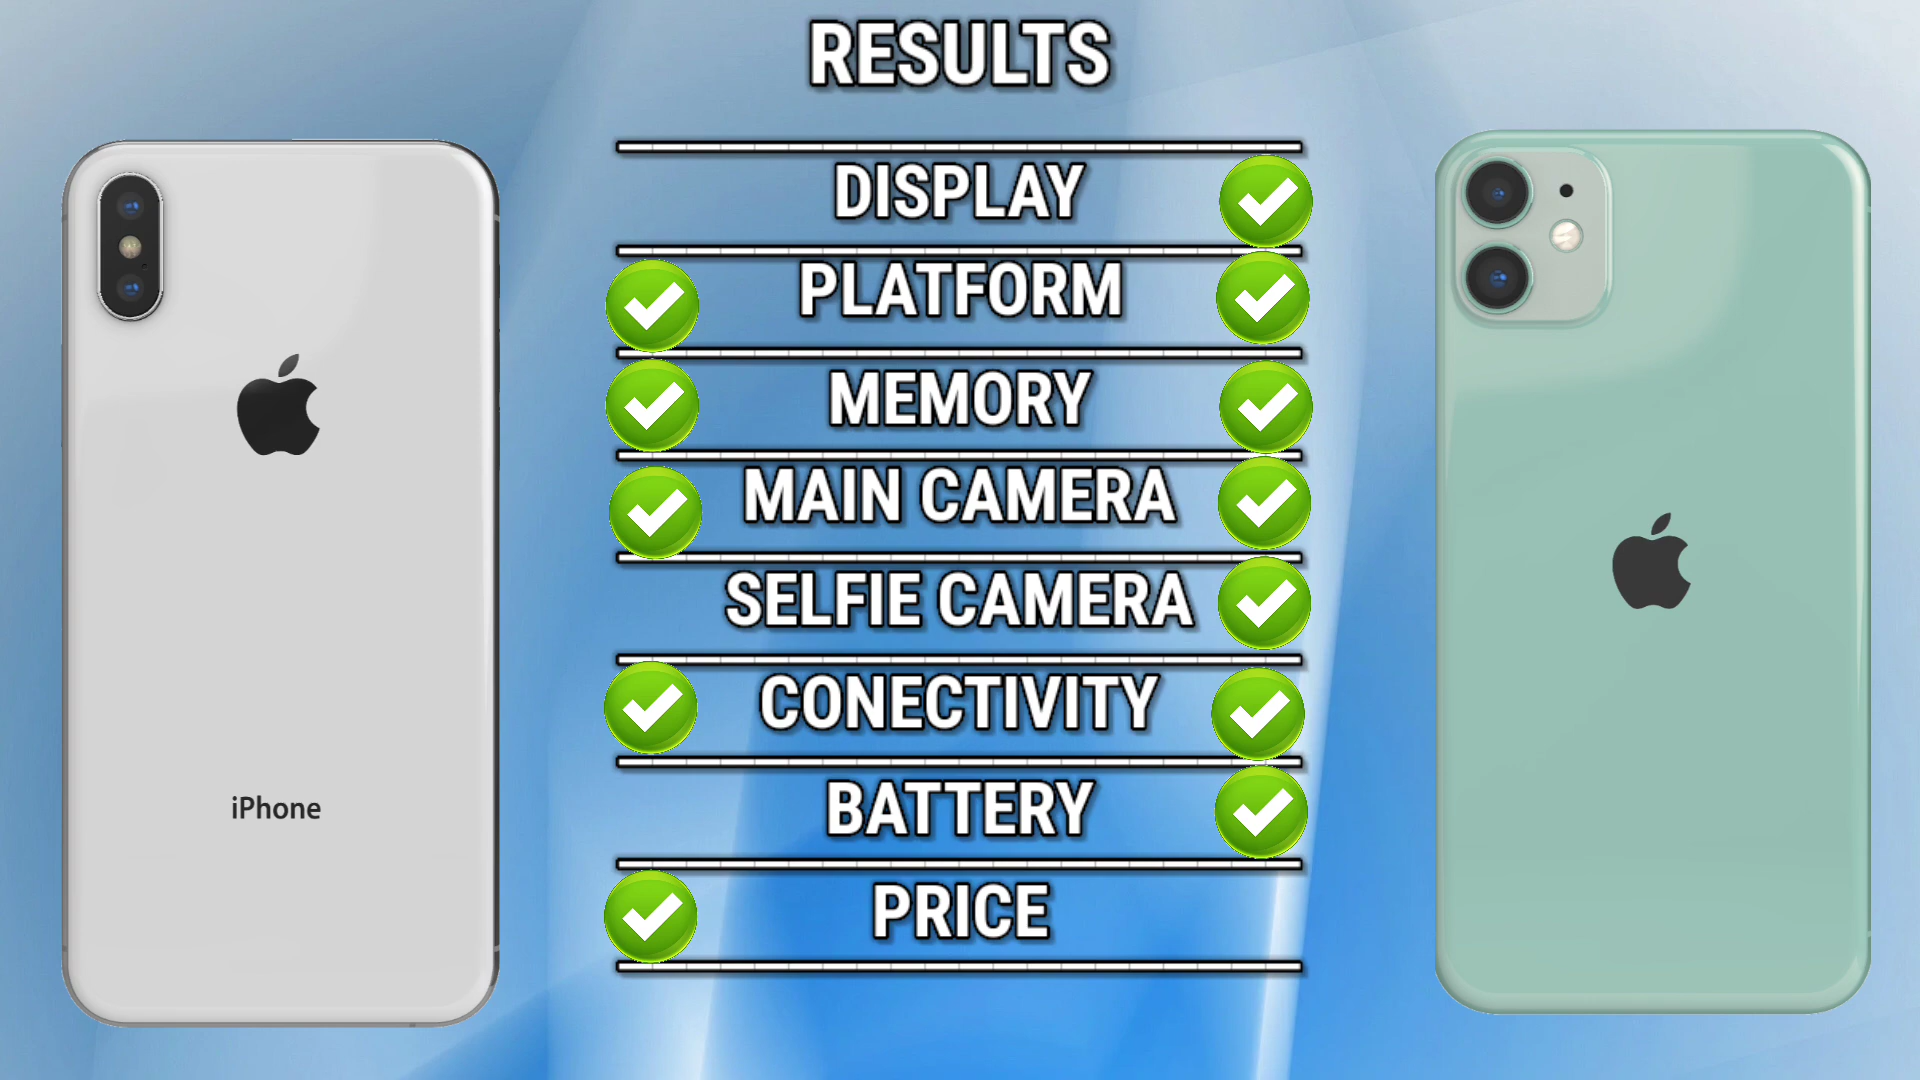 RESULTS
DISPLAY
PLATFORM
MEMORY
MAIN CAMERA
SELFIE CAMERA
CONECTIVITY
BATTERY
PRICE
iPhone